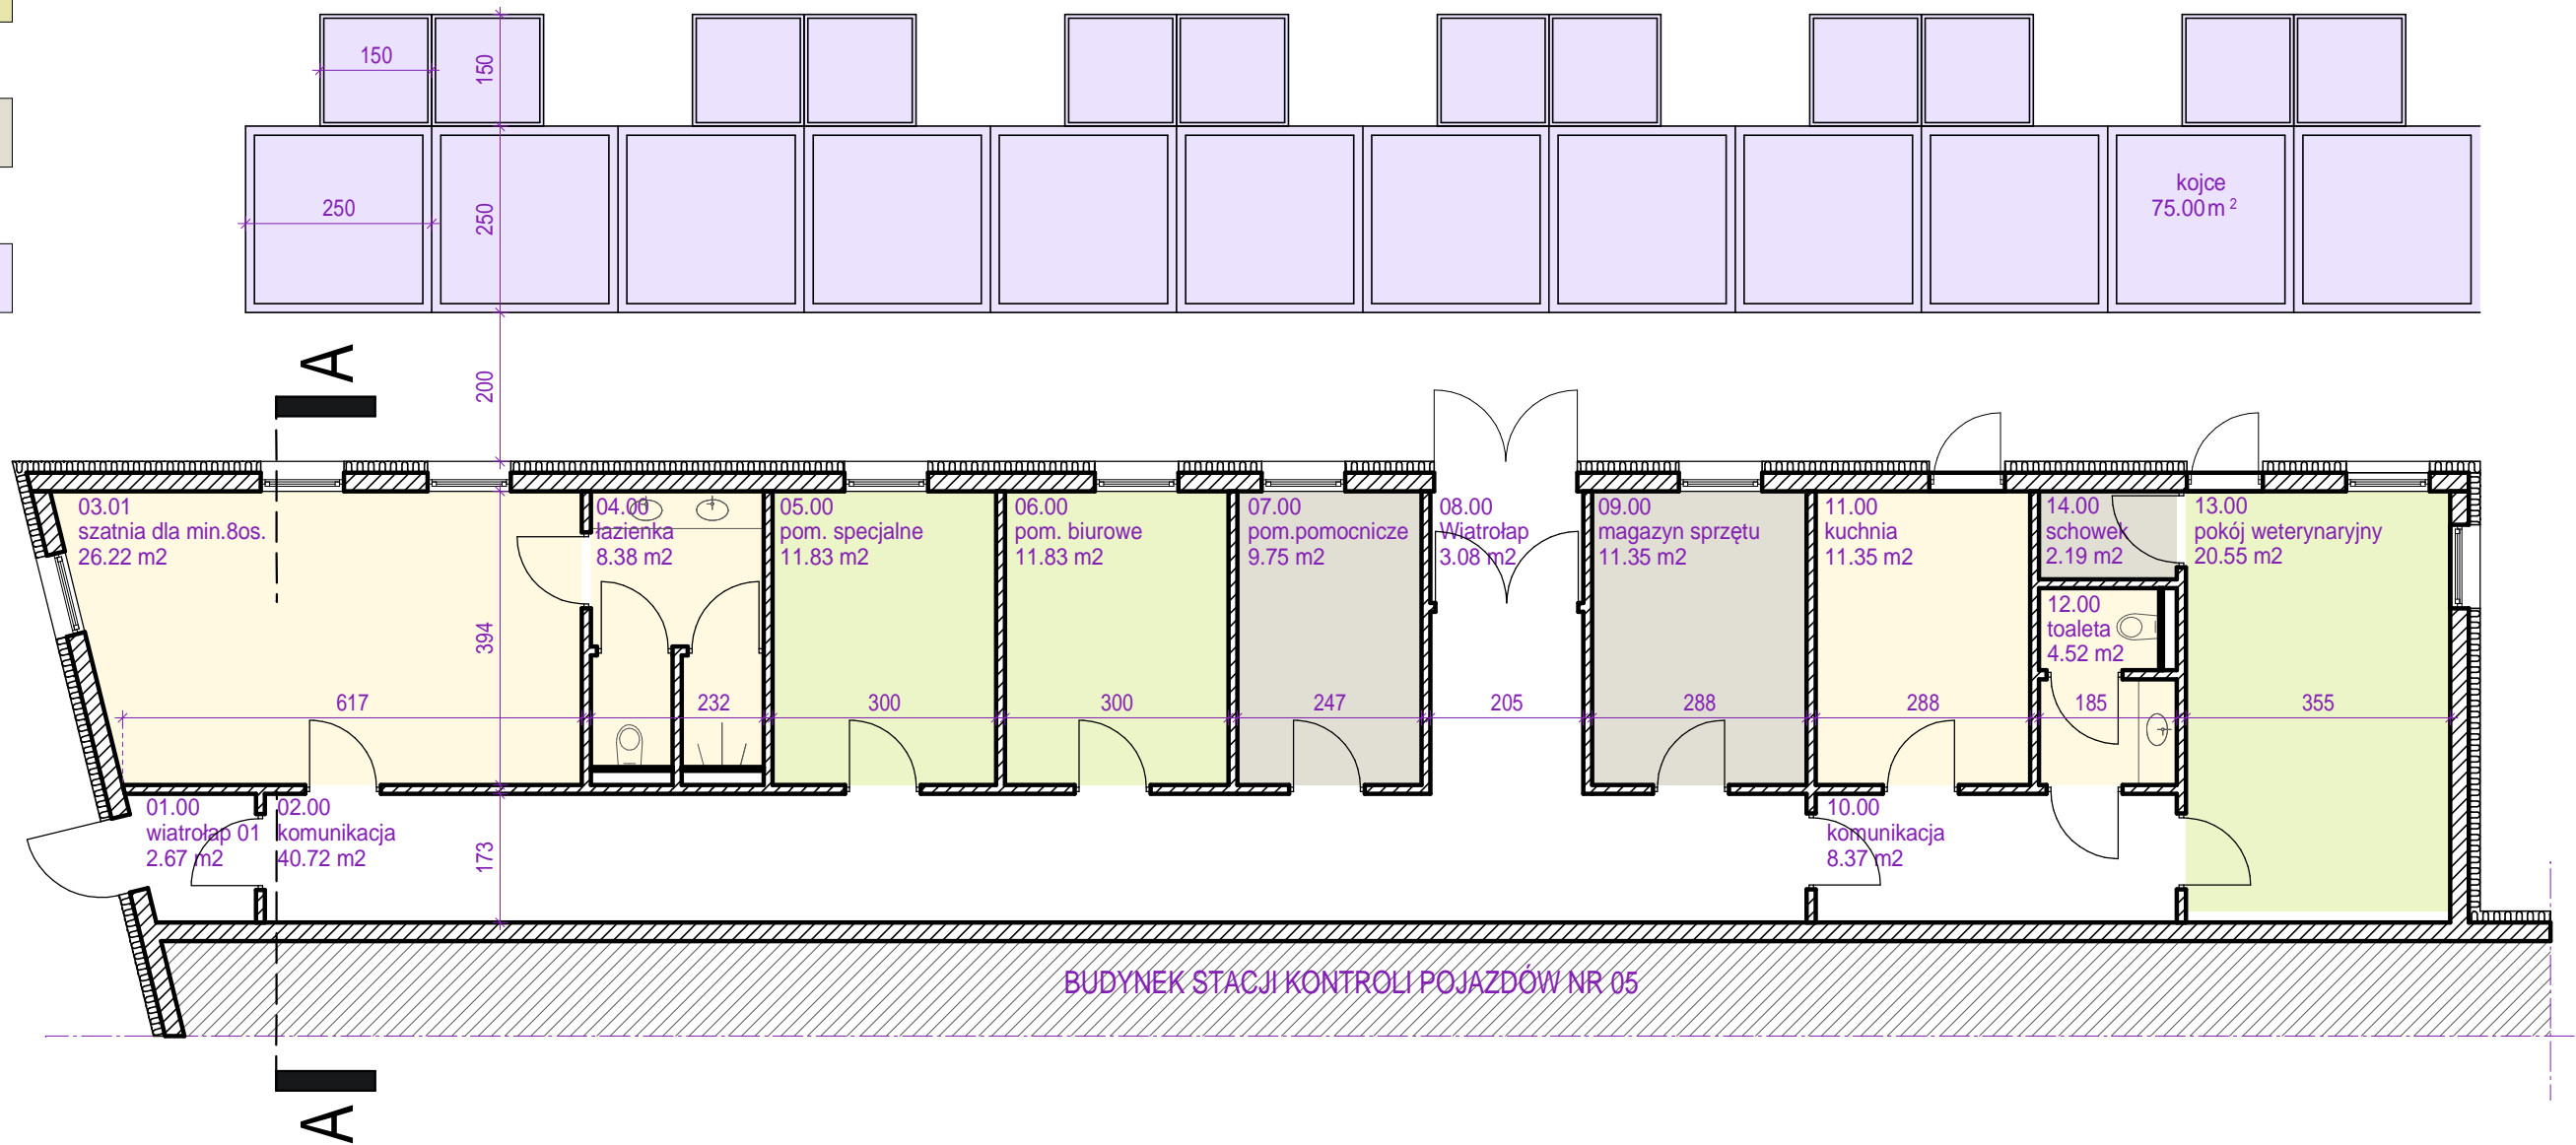 150
150
250
250
kojce
75.00m²
A
200
03.01
szatnia dla min.8os.
26.22 m2
04.00
łazienka
8.38 m2
05.00
pom. specjalne
11.83 m2
06.00
pom. biurowe
11.83 m2
07.00
pom.pomocnicze
9.75 m2
08.00
Wiatrołap
3.08 m2
09.00
magazyn sprzętu
11.35 m2
11.00
kuchnia
11.35 m2
14.00
schowek
2.19 m2
13.00
pokój weterynaryjny
20.55 m2
12.00
toaleta
4.52 m2
394
617
232
300
300
247
205
288
288
185
355
01.00
wiatrołap 01
2.67 m2
02.00
komunikacja
40.72 m2
173
10.00
komunikacja
8.37 m2
BUDYNEK STACJI KONTROLI POJAZDÓW NR 05
A